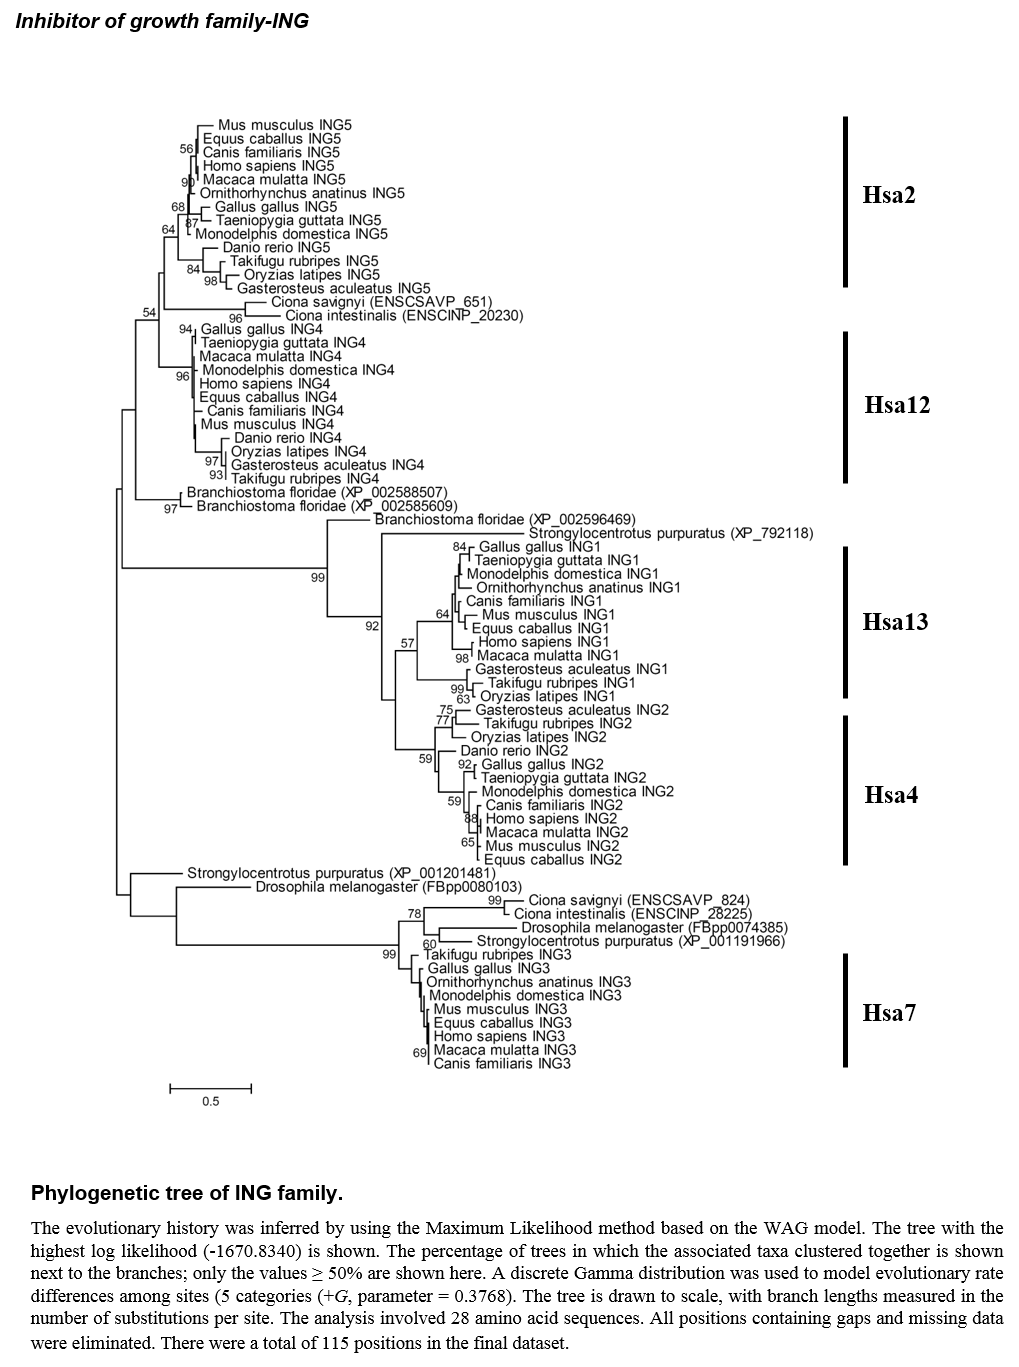 Inhibitor of growth family-ING
Mus musculus ING5
Equus caballus ING5
56
Canis familiaris ING5
Homo sapiens ING5
90
Macaca mulatta ING5
Ornithorhynchus anatinus ING5
Hsa2
68
Gallus gallus ING5
87
Taeniopygia guttata ING5
64
Monodelphis domestica ING5
Danio rerio ING5
84
Takifugu rubripes ING5
98
Oryzias latipes ING5
Gasterosteus aculeatus ING5
Ciona savignyi (ENSCSAVP_651)
54
96
Ciona intestinalis (ENSCINP_20230)
94
Gallus gallus ING4
Taeniopygia guttata ING4
Macaca mulatta ING4
96
Monodelphis domestica ING4
Homo sapiens ING4
Equus caballus ING4
Hsa12
Canis familiaris ING4
Mus musculus ING4
Danio rerio ING4
97
Oryzias latipes ING4
Gasterosteus aculeatus ING4
93
Takifugu rubripes ING4
Branchiostoma floridae (XP_002588507)
97
Branchiostoma floridae (XP_002585609)
Branchiostoma floridae (XP_002596469)
Strongylocentrotus purpuratus (XP_792118)
84
Gallus gallus ING1
Taeniopygia guttata ING1
99
Monodelphis domestica ING1
Ornithorhynchus anatinus ING1
Canis familiaris ING1
64
Mus musculus ING1
Hsa13
92
Equus caballus ING1
57
Homo sapiens ING1
98
Macaca mulatta ING1
Gasterosteus aculeatus ING1
99
Takifugu rubripes ING1
63
Oryzias latipes ING1
75
Gasterosteus aculeatus ING2
77
Takifugu rubripes ING2
Oryzias latipes ING2
59
Danio rerio ING2
92
Gallus gallus ING2
Taeniopygia guttata ING2
Monodelphis domestica ING2
Hsa4
59
Canis familiaris ING2
88
Homo sapiens ING2
Macaca mulatta ING2
65
Mus musculus ING2
Equus caballus ING2
Strongylocentrotus purpuratus (XP_001201481)
Drosophila melanogaster (FBpp0080103)
99
Ciona savignyi (ENSCSAVP_824)
78
Ciona intestinalis (ENSCINP_28225)
Drosophila melanogaster (FBpp0074385)
60
Strongylocentrotus purpuratus (XP_001191966)
99
Takifugu rubripes ING3
Gallus gallus ING3
Ornithorhynchus anatinus ING3
Monodelphis domestica ING3
Mus musculus ING3
Hsa7
Equus caballus ING3
Homo sapiens ING3
69
Macaca mulatta ING3
Canis familiaris ING3
0.5
Phylogenetic tree of ING family.
The evolutionary history was inferred by using the Maximum Likelihood method based on the WAG model. The tree with the
highest log likelihood (-1670.8340) is shown. The percentage of trees in which the associated taxa clustered together is shown
next to the branches; only the values ≥ 50% are shown here. A discrete Gamma distribution was used to model evolutionary rate
differences among sites (5 categories (+G, parameter = 0.3768). The tree is drawn to scale, with branch lengths measured in the
number of substitutions per site. The analysis involved 28 amino acid sequences. All positions containing gaps and missing data
were eliminated. There were a total of 115 positions in the final dataset.